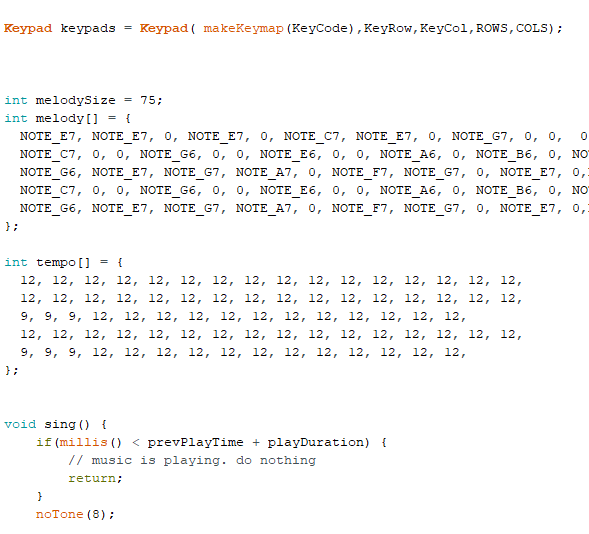 Keypad keypads = Keypad( makeKeymap(KeyCode),KeyRow,KeyCol,ROWS,COLS);
int melodySize = 75;
int melody[] = {
NOTE_E7, NOTE_E7, 0, NOTE_E7, 0, NOTE_C7, NOTE_E7, 0, NOTE_G7, 0, 0,  0
NOTE_C7, 0, 0, NOTE_G6, 0, 0, NOTE_E6, 0, 0, NOTE_A6, 0, NOTE_B6, 0, NO
NOTE_G6, NOTE_E7, NOTE_G7, NOTE_A7, 0, NOTE_F7, NOTE_G7, 0, NOTE_E7, 0,
NOTE_C7, 0, 0, NOTE_G6, 0, 0, NOTE_E6, 0, 0, NOTE_A6, 0, NOTE_B6, 0, NO
NOTE_G6, NOTE_E7, NOTE_G7, NOTE_A7, 0, NOTE_F7, NOTE_G7, 0, NOTE_E7, 0,
};
int tempo[] = {
12, 12, 12, 12, 12, 12, 12, 12, 12, 12, 12, 12, 12, 12, 12, 12,
12, 12, 12, 12, 12, 12, 12, 12, 12, 12, 12, 12, 12, 12, 12, 12,
9, 9, 9, 12, 12, 12, 12, 12, 12, 12, 12, 12, 12, 12, 12,
12, 12, 12, 12, 12, 12, 12, 12, 12, 12, 12, 12, 12, 12, 12, 12,
9, 9, 9, 12, 12, 12, 12, 12, 12, 12, 12, 12, 12, 12, 12,
};
void sing() {
if(millis() < prevPlayTime + playDuration) {
// music is playing. do nothing
return;
}
noTone(8);